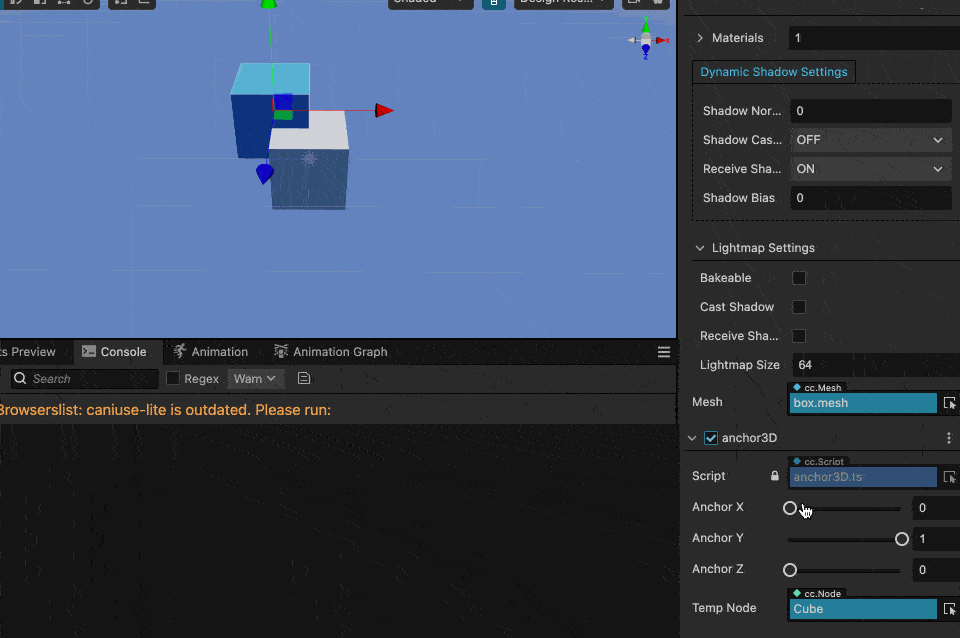 Shaded
Design Res...
Y
X
Z
Materials
1
Dynamic Shadow Settings
Shadow Nor...
0
Shadow Cas...
OFF
Receive Sha...
ON
Shadow Bias
0
Lightmap Settings
Bakeable
Cast Shadow
Receive Sha...
Lightmap Size
64
cc.Mesh
Mesh
box.mesh
anchor3D
cc.Script
Script
anchor3D.ts
Anchor X
0
Anchor Y
1
Anchor Z
0
cc.Node
Temp Node
Cube
ts Preview
Console
Animation
Animation Graph
Search
Regex
Warn
Browserslist: caniuse-lite is outdated. Please run: